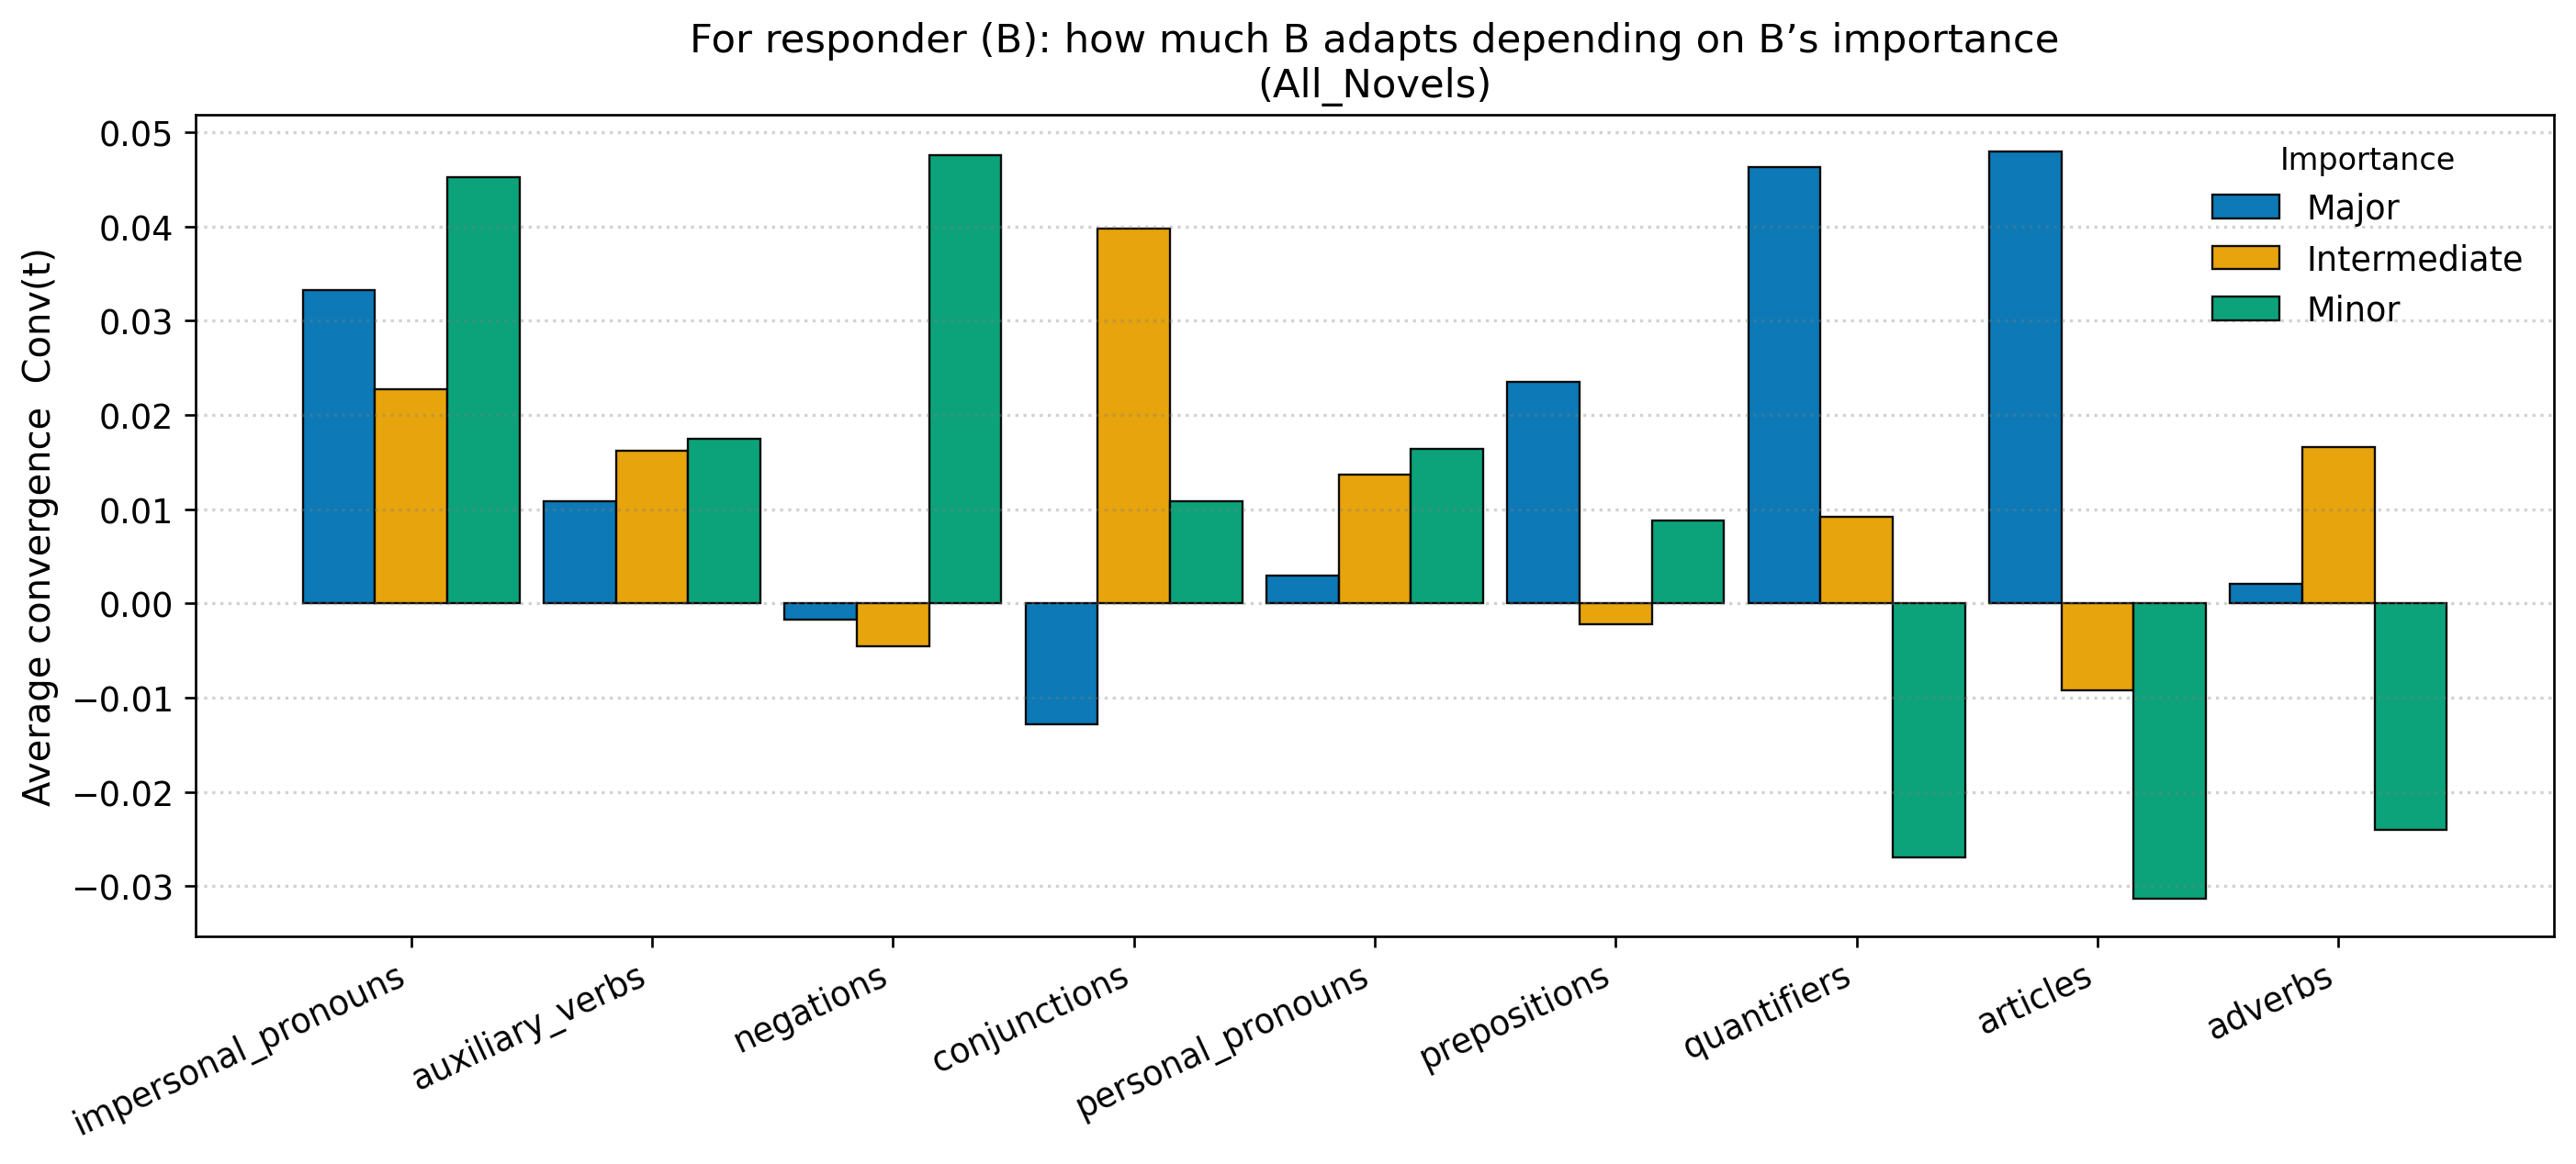 For responder (B): how much B adapts depending on B’s importance
(All_Novels)
Average convergence  Conv(t)
0.05
0.04
0.03
0.02
0.01
0.00
−0.01
−0.02
−0.03
Importance
Major
Intermediate
Minor
impersonal_pronouns
auxiliary_verbs
negations
conjunctions
personal_pronouns
prepositions
quantifiers
articles
adverbs